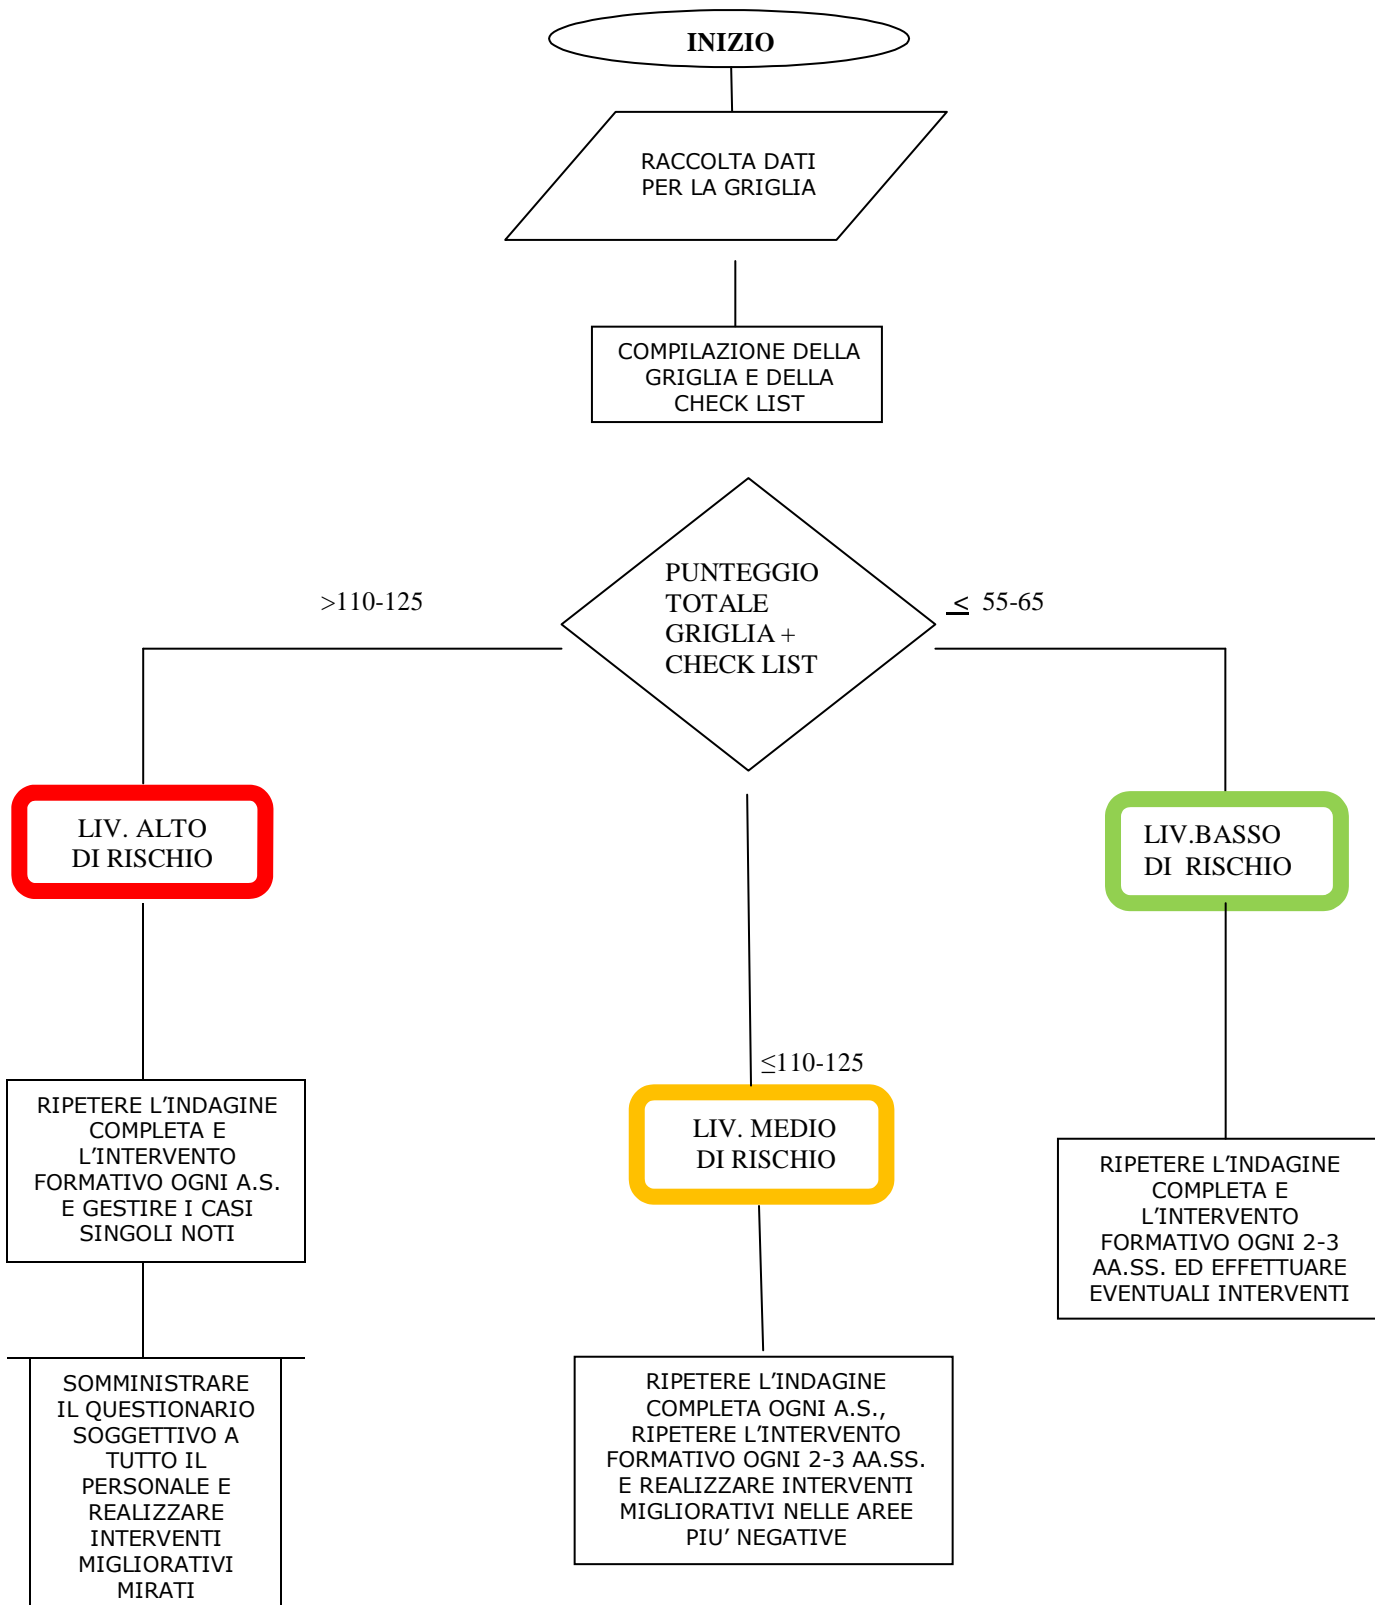 INIZIO
RACCOLTA DATI
PER LA GRIGLIA
COMPILAZIONE DELLA
GRIGLIA E DELLA
CHECK LIST
PUNTEGGIO
TOTALE
GRIGLIA +
CHECK LIST
>110-125
≤ 55-65
LIV. ALTO
DI RISCHIO
LIV.BASSO
DI RISCHIO
≤110-125
LIV. MEDIO
DI RISCHIO
RIPETERE L'INDAGINE
COMPLETA E
L'INTERVENTO
FORMATIVO OGNI A.S.
E GESTIRE I CASI
SINGOLI NOTI
RIPETERE L'INDAGINE
COMPLETA E
L'INTERVENTO
FORMATIVO OGNI 2-3
AA.SS. ED EFFETTUARE
EVENTUALI INTERVENTI
SOMMINISTRARE
IL QUESTIONARIO
SOGGETTIVO A
TUTTO IL
PERSONALE E
REALIZZARE
INTERVENTI
MIGLIORATIVI
MIRATI
RIPETERE L'INDAGINE
COMPLETA OGNI A.S.,
RIPETERE L'INTERVENTO
FORMATIVO OGNI 2-3 AA.SS.
E REALIZZARE INTERVENTI
MIGLIORATIVI NELLE AREE
PIU' NEGATIVE